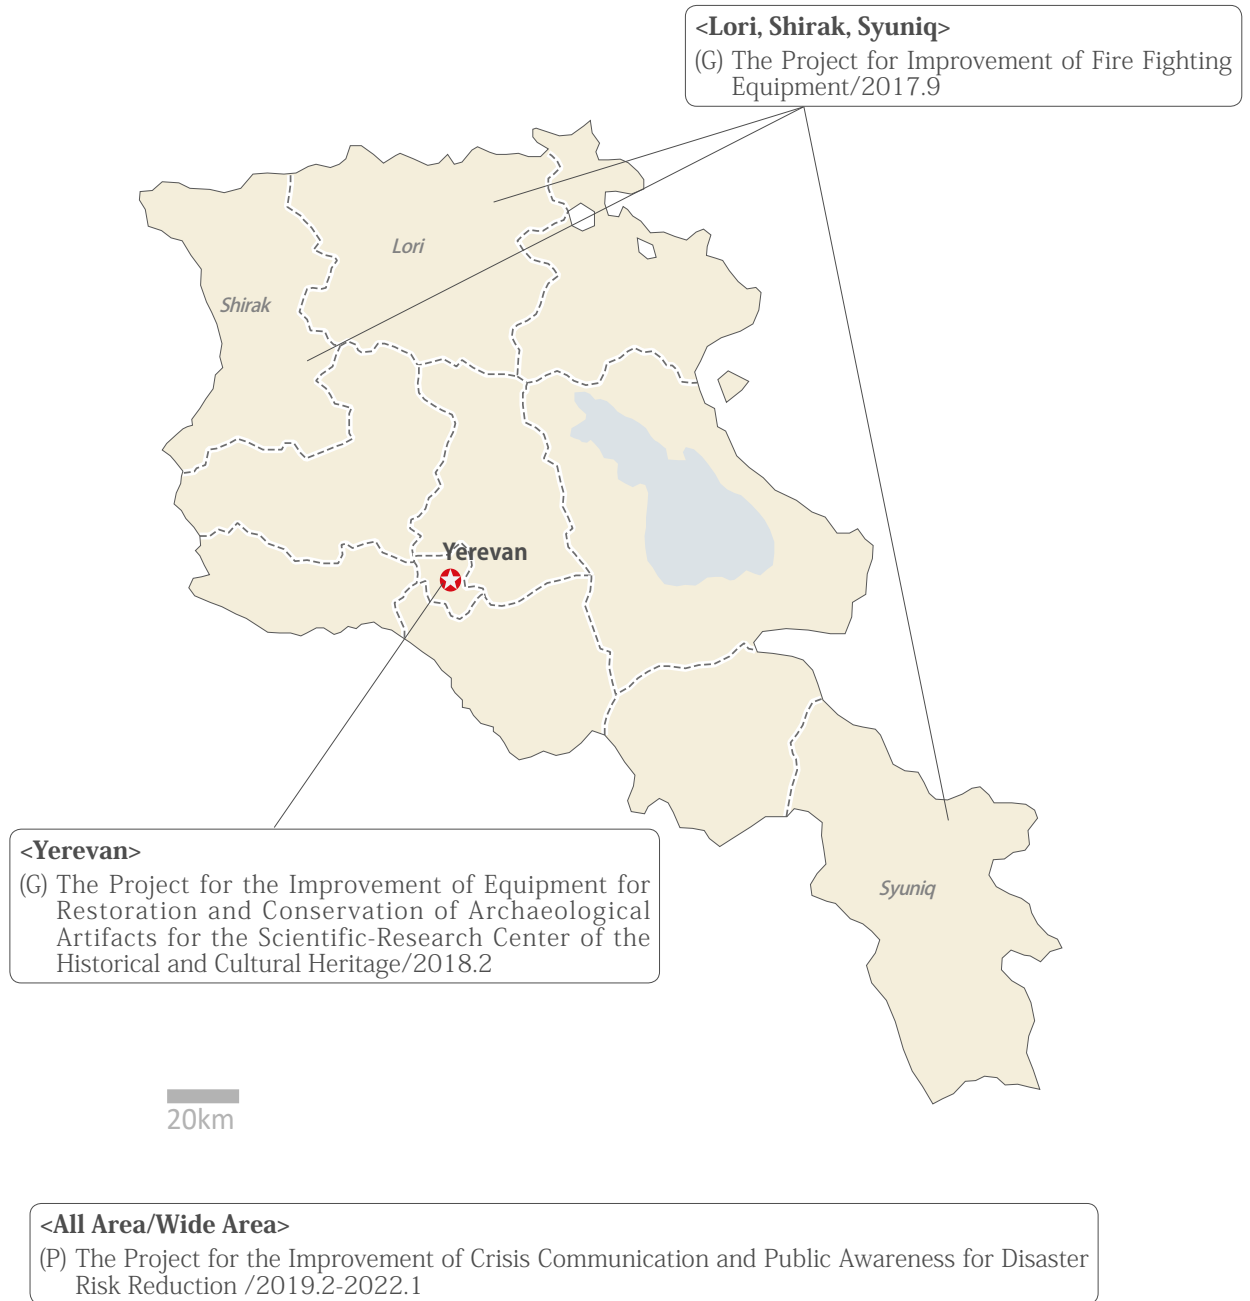 <Lori, Shirak, Syuniq>
(G) The Project for Improvement of Fire Fighting
Equipment/2017.9
Lori
Shirak
Yerevan
<Yerevan>
(G) The Project for the Improvement of Equipment for
Restoration and Conservation of Archaeological
Artifacts for the Scientific-Research Center of the
Historical and Cultural Heritage/2018.2
Syuniq
20km
<All Area/Wide Area>
(P) The Project for the Improvement of Crisis Communication and Public Awareness for Disaster
Risk Reduction /2019.2-2022.1